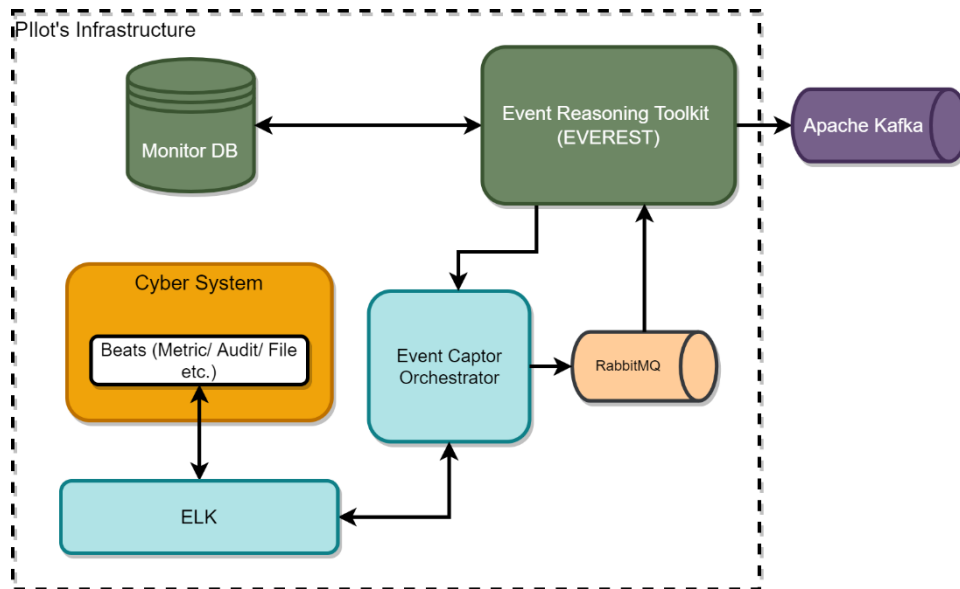 PIlot's Infrastructure
Monitor DB
Event Reasoning Toolkit
(EVEREST)
Apache Kafka
Cyber System
Beats (Metric/ Audit/ File
etc.)
Event Captor
Orchestrator
RabbitMQ
ELK